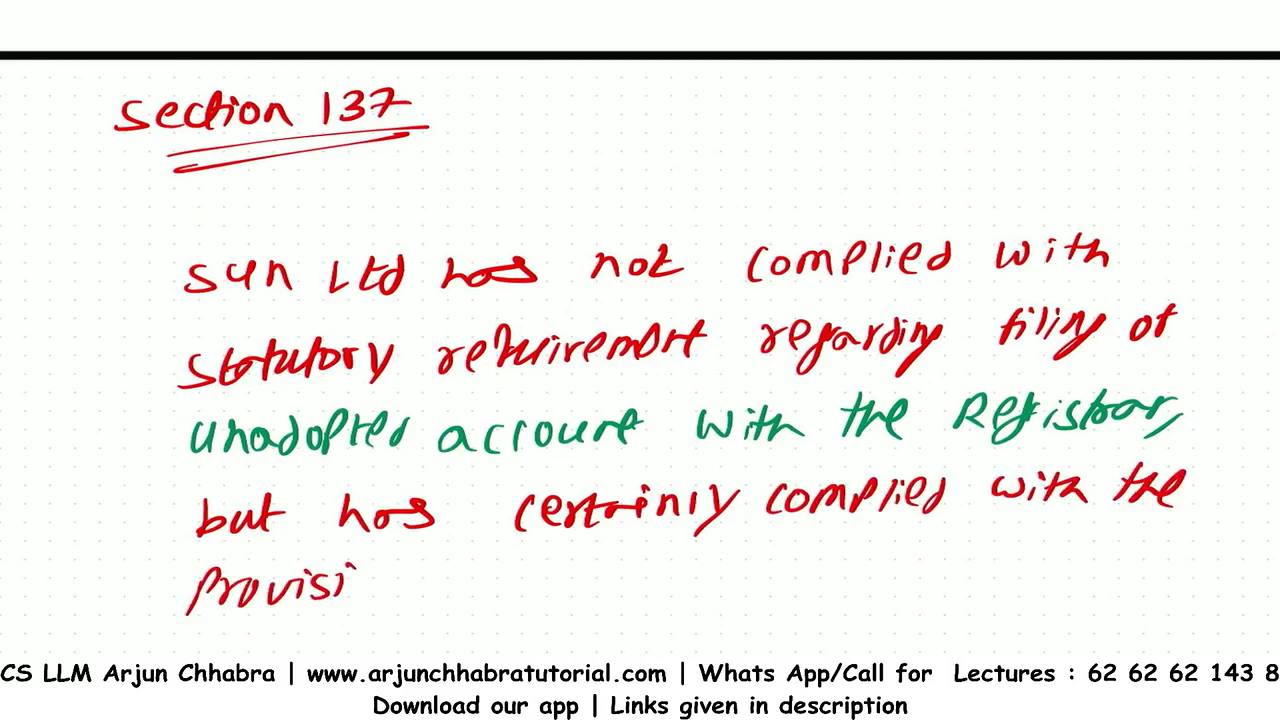 Section 137
Sun Ltd has not complied with
statutory requirement regarding filing of
unadopted account with the Registrar,
but has certainly complied with the
provisi
CS LLM Arjun Chhabra | www.arjunchhabratutorial.com | Whats App/Call for Lectures : 62 62 62 143 8
Download our app | Links given in description